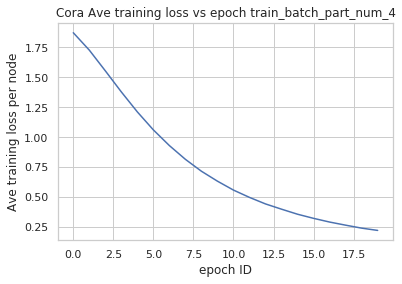 Cora Ave training loss vs epoch train_batch_part_num_4
Ave training loss per node
1.75
1.50
1.25
1.00
0.75
0.50
0.25
0.0 2.5 5.0 7.5 10.0 12.5 15.0 17.5
epoch ID